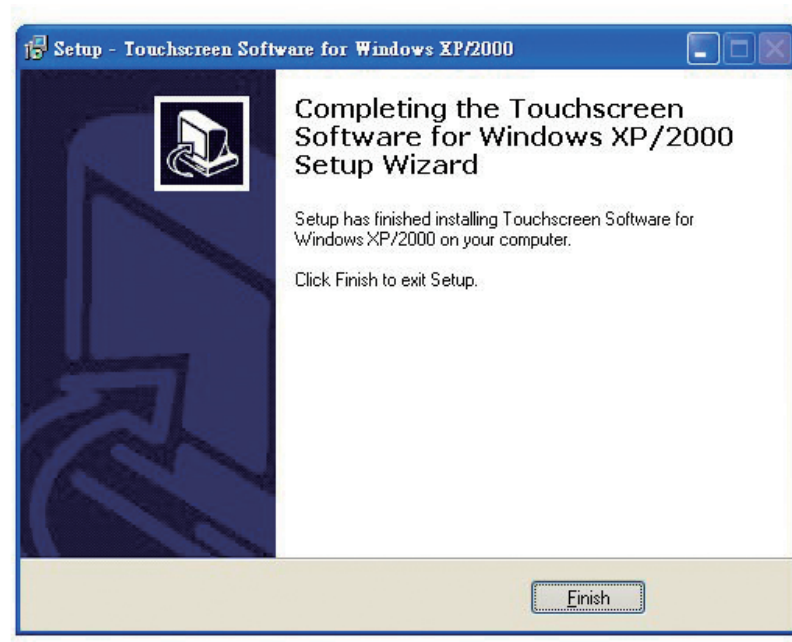 Setup - Touchscreen Software for Windows XP/2000
Completing the Touchscreen
Software for Windows XP/2000
Setup Wizard
Setup has finished installing Touchscreen Software for
Windows XP/2000 on your computer.
Click Finish to exit Setup.
Finish